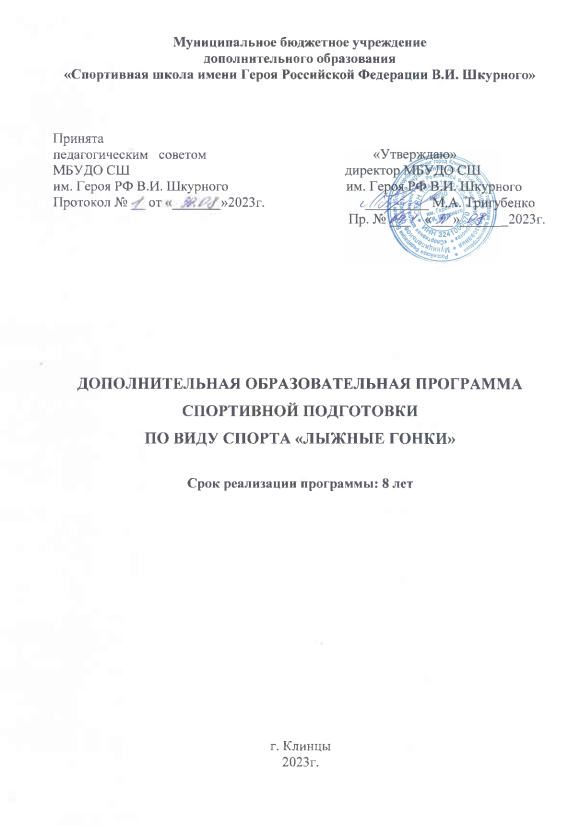 Муниципальное бюджетное учреждение
дополнительного образования
«Спортивная школа имени Героя Российской Федерации В.И. Шкурного»
Принята
педагогическим советом
МБУДО СШ
им. Героя РФ В.И. Шкурного
Протокол № 1 от « »2023г.
«Утверждаю»
директор МБУДО СШ
им. Героя РФ В.И. Шкурного
М.А. Тригубенко
Пр. № « » 2023г.
ДОПОЛНИТЕЛЬНАЯ ОБРАЗОВАТЕЛЬНАЯ ПРОГРАММА
СПОРТИВНОЙ ПОДГОТОВКИ
ПО ВИДУ СПОРТА «ЛЫЖНЫЕ ГОНКИ»
Срок реализации программы: 8 лет
г. Клинцы
2023г.